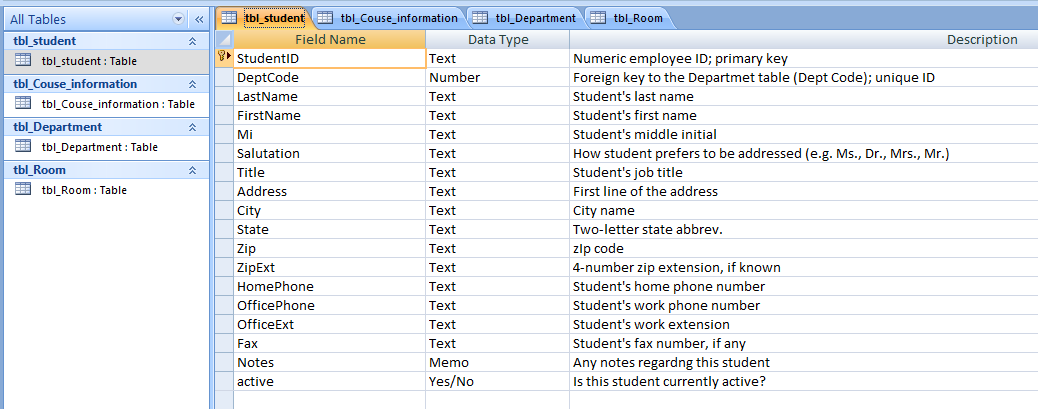 All Tables
tbl_student
tbl_student : Table
tbl_Couse_information
tbl_Couse_information : Table
tbl_Department
tbl_Department : Table
tbl_Room
tbl_Room : Table
tbl_student tbl_Couse_information tbl_Department tbl_Room
Field Name Data Type Description
StudentID Text Numeric employee ID; primary key
DeptCode Number Foreign key to the Departmet table (Dept Code); unique ID
LastName Text Student's last name
FirstName Text Student's first name
Mi Text Student's middle initial
Salutation Text How student prefers to be addressed (e.g. Ms., Dr., Mrs., Mr.)
Title Text Student's job title
Address Text First line of the address
City Text City name
State Text Two-letter state abbrev.
Zip Text zIp code
ZipExt Text 4-number zip extension, if known
HomePhone Text Student's home phone number
OfficePhone Text Student's work phone number
OfficeExt Text Student's work extension
Fax Text Student's fax number, if any
Notes Memo Any notes regardng this student
active Yes/No Is this student currently active?